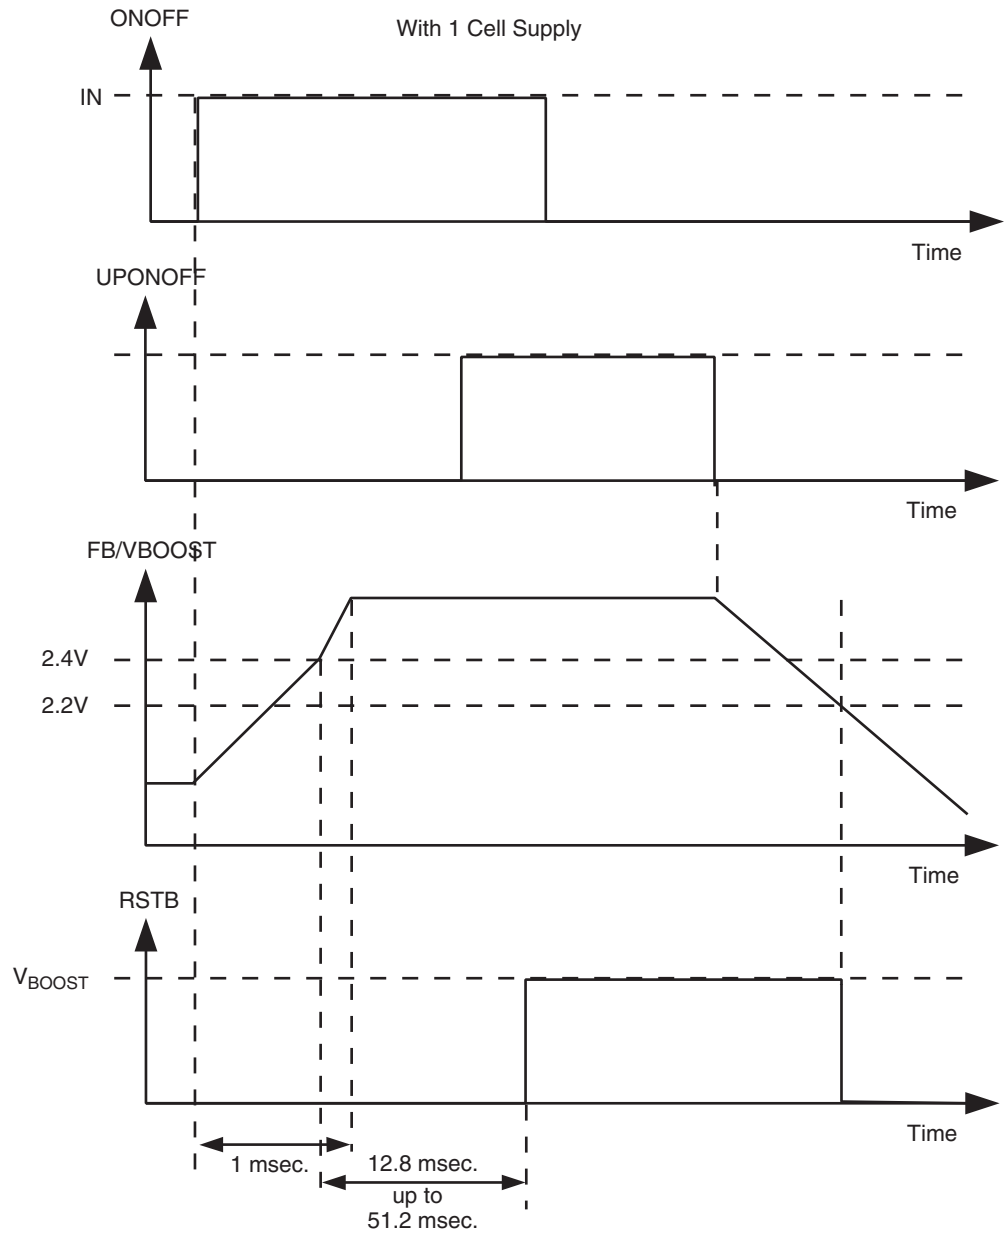 ONOFF
With 1 Cell Supply
IN
Time
UPONOFF
Time
FB/VBOOST
2.4V
2.2V
Time
RSTB
VBOOST
Time
1 msec.
12.8 msec.
up to
51.2 msec.